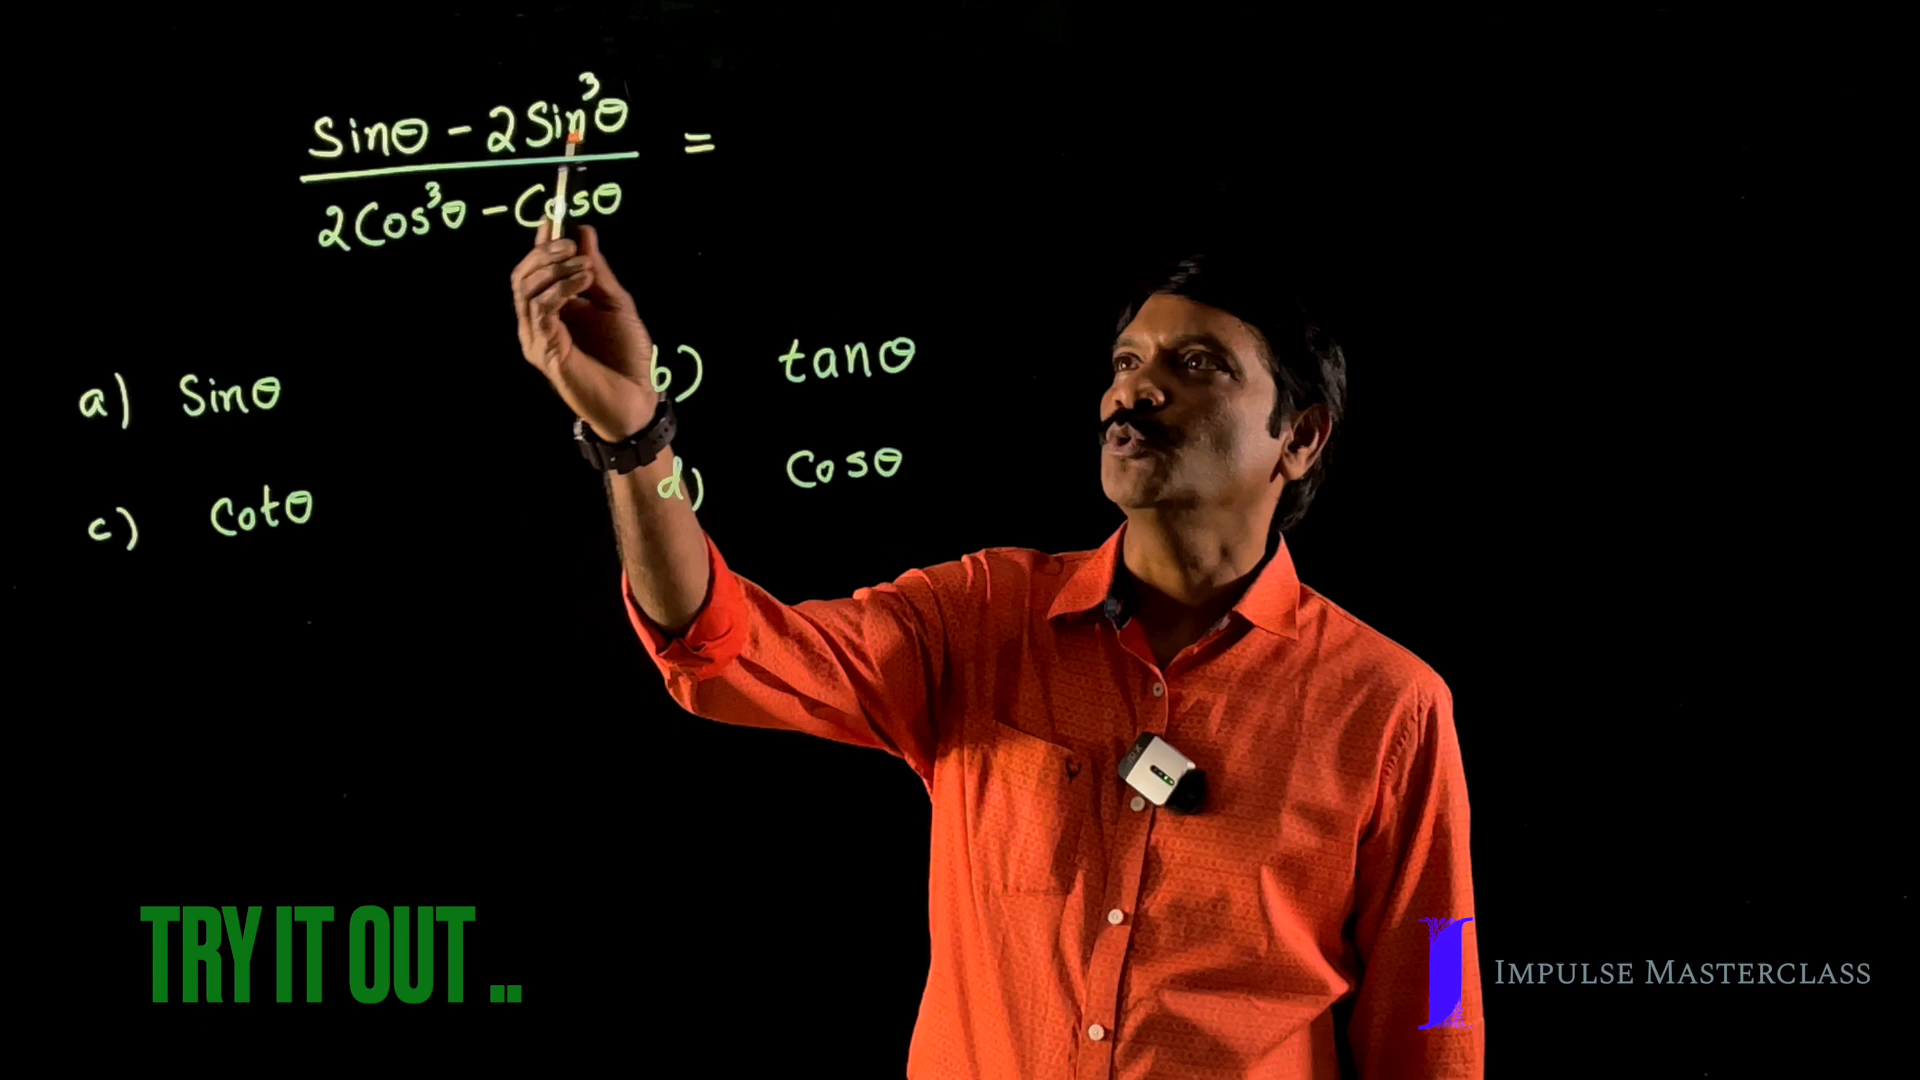 Sinθ - 2Sin³θ
2Cos³θ - Cosθ
=
a) Sinθ
b) tanθ
c) Cotθ
d) Cosθ
TRY IT OUT ..
IMPULSE MASTERCLASS